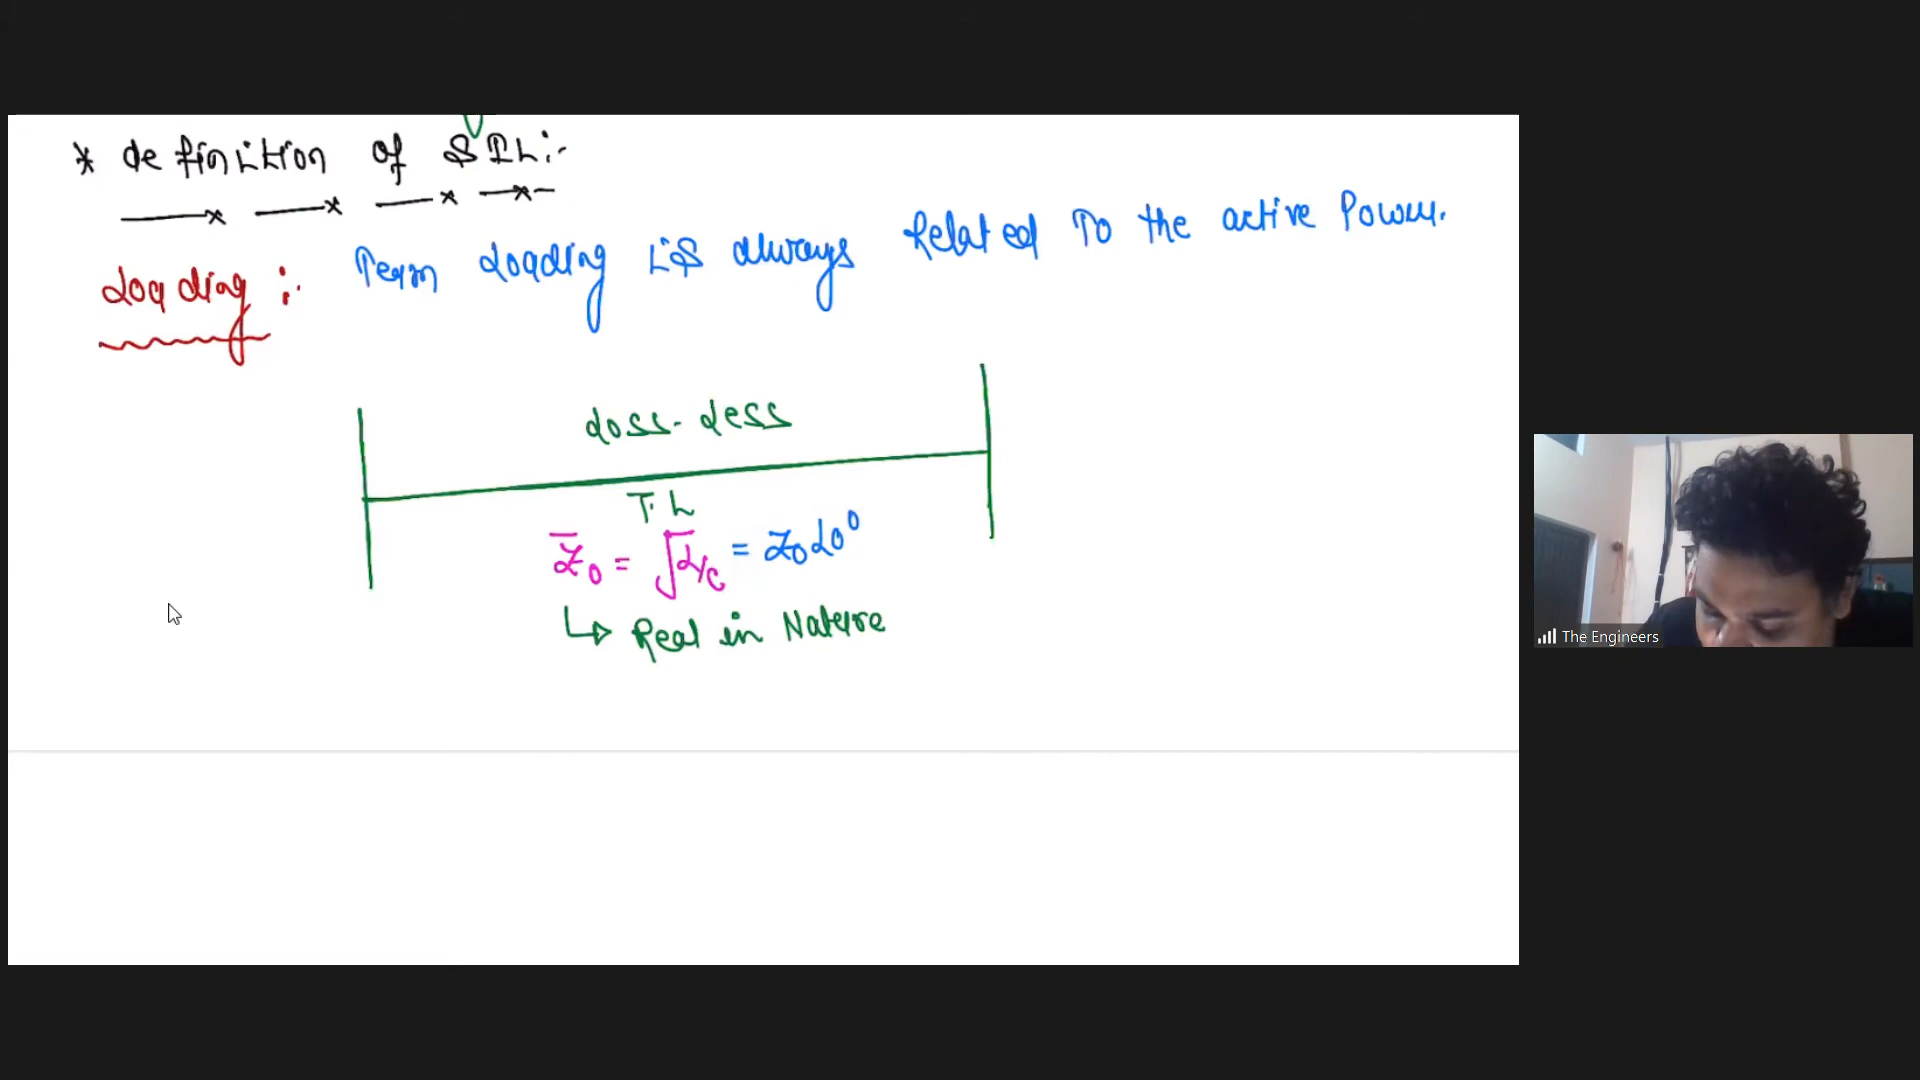 * definition of SIL:-
Loading :- Term Loading is always Related To the active Power.
Loss-Less
T.L
Z̅₀ = √L/C = Z₀∠0⁰
↳ Real in Nature
The Engineers